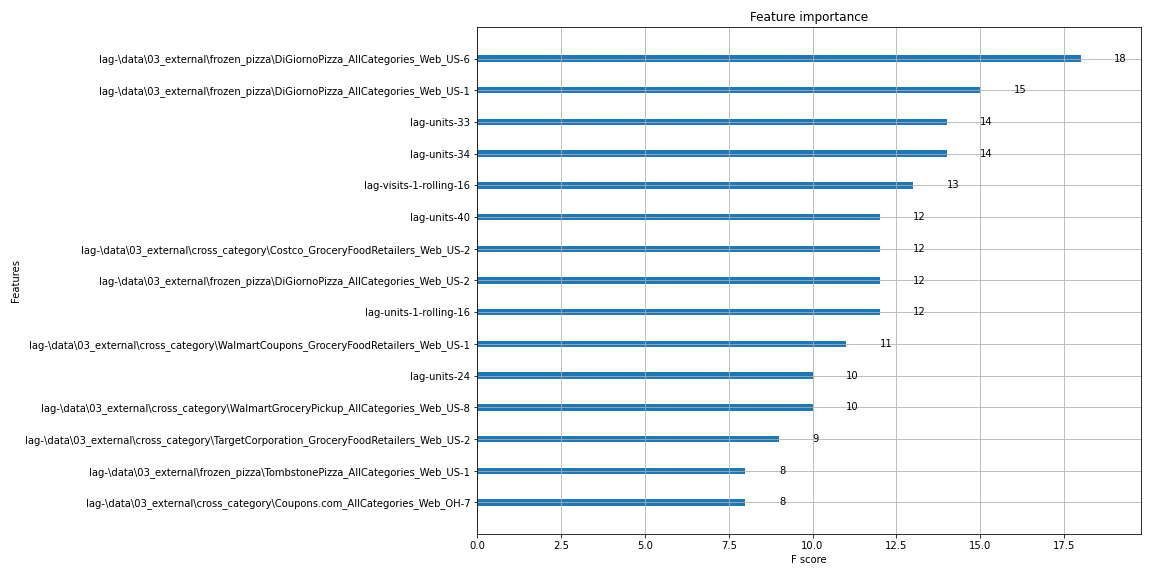 Feature importance
lag-\data\03_external\frozen_pizza\DiGiornoPizza_AllCategories_Web_US-6
18
lag-\data\03_external\frozen_pizza\DiGiornoPizza_AllCategories_Web_US-1
15
lag-units-33
14
lag-units-34
14
lag-visits-1-rolling-16
13
lag-units-40
12
lag-\data\03_external\cross_category\Costco_GroceryFoodRetailers_Web_US-2
12
lag-\data\03_external\frozen_pizza\DiGiornoPizza_AllCategories_Web_US-2
12
lag-units-1-rolling-16
12
lag-\data\03_external\cross_category\WalmartCoupons_GroceryFoodRetailers_Web_US-1
11
lag-units-24
10
lag-\data\03_external\cross_category\WalmartGroceryPickup_AllCategories_Web_US-8
10
lag-\data\03_external\cross_category\TargetCorporation_GroceryFoodRetailers_Web_US-2
9
lag-\data\03_external\frozen_pizza\TombstonePizza_AllCategories_Web_US-1
8
lag-\data\03_external\cross_category\Coupons.com_AllCategories_Web_OH-7
8
Features
0.0 2.5 5.0 7.5 10.0 12.5 15.0 17.5
F score